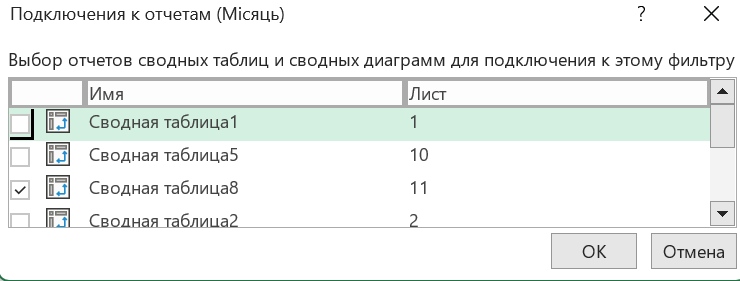 Подключения к отчетам (Місяць) ?
Выбор отчетов сводных таблиц и сводных диаграмм для подключения к этому фильтру
Имя Лист
Сводная таблица1 1
Сводная таблица5 10
Сводная таблица8 11
Сводная таблица2 2
ОК Отмена